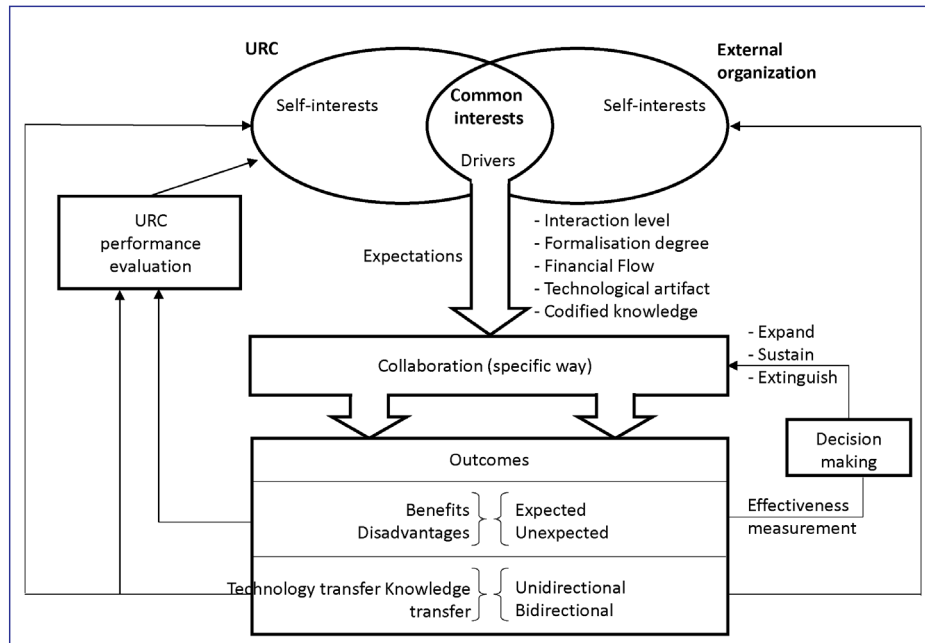 URC
External
organization
Self-interests
Common
interests
Self-interests
Drivers
URC
performance
evaluation
Expectations
- Interaction level
- Formalisation degree
- Financial Flow
- Technological artifact
- Codified knowledge
- Expand
- Sustain
- Extinguish
Collaboration (specific way)
Decision
making
Outcomes
Benefits
Disadvantages
Expected
Unexpected
Effectiveness
measurement
Technology transfer Knowledge
transfer
Unidirectional
Bidirectional